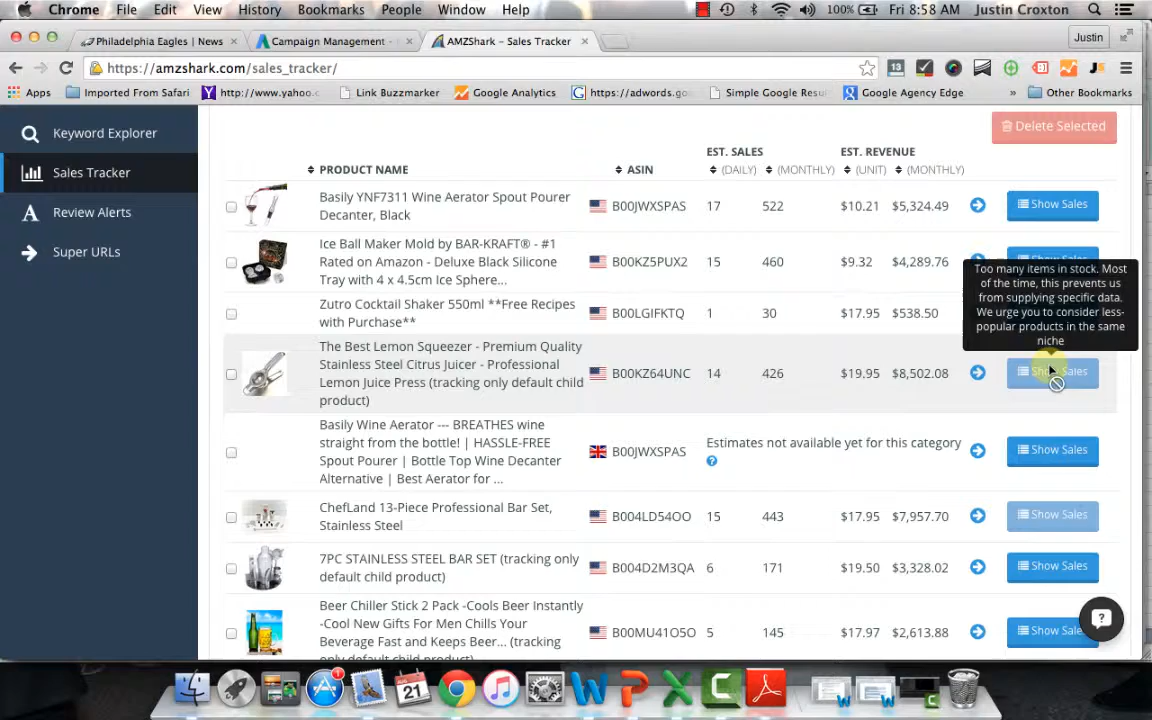 Chrome File Edit View History Bookmarks People Window Help 100% Fri 8:58 AM Justin Croxton
Philadelphia Eagles | News × Campaign Management - × AMZShark – Sales Tracker × Justin
https://amzshark.com/sales_tracker/ 13
Apps Imported From Safari http://www.yahoo.c Link Buzzmarker Google Analytics https://adwords.go Simple Google Resu Google Agency Edge » Other Bookmarks
Keyword Explorer
Sales Tracker
Review Alerts
Super URLs
Delete Selected
EST. SALES EST. REVENUE
PRODUCT NAME ASIN (DAILY) (MONTHLY) (UNIT) (MONTHLY)
Basily YNF7311 Wine Aerator Spout Pourer
Decanter, Black
B00JWXSPAS 17 522 $10.21 $5,324.49 Show Sales
Ice Ball Maker Mold by BAR-KRAFT® - #1
Rated on Amazon - Deluxe Black Silicone
Tray with 4 x 4.5cm Ice Sphere...
B00KZ5PUX2 15 460 $9.32 $4,289.76
Too many items in stock. Most
of the time, this prevents us
from supplying specific data.
We urge you to consider less-
popular products in the same
niche
Zutro Cocktail Shaker 550ml **Free Recipes
with Purchase**
B00LGIFKTQ 1 30 $17.95 $538.50
The Best Lemon Squeezer - Premium Quality
Stainless Steel Citrus Juicer - Professional
Lemon Juice Press (tracking only default child
product)
B00KZ64UNC 14 426 $19.95 $8,502.08 Show Sales
Basily Wine Aerator --- BREATHES wine
straight from the bottle! | HASSLE-FREE
Spout Pourer | Bottle Top Wine Decanter
Alternative | Best Aerator for ...
B00JWXSPAS Estimates not available yet for this category Show Sales
ChefLand 13-Piece Professional Bar Set,
Stainless Steel
B004LD54OO 15 443 $17.95 $7,957.70 Show Sales
7PC STAINLESS STEEL BAR SET (tracking only
default child product)
B004D2M3QA 6 171 $19.50 $3,328.02 Show Sales
Beer Chiller Stick 2 Pack -Cools Beer Instantly
-Cool New Gifts For Men Chills Your
Beverage Fast and Keeps Beer... (tracking
only default child product)
B00MU41O5O 5 145 $17.97 $2,613.88 Show Sales
AUG
21
1